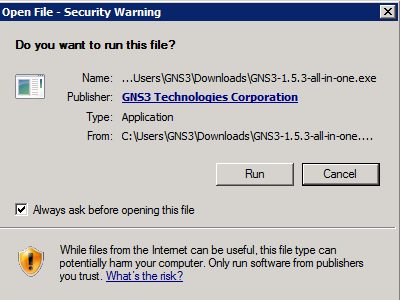 Open File - Security Warning
Do you want to run this file?
Name: ...Users\GNS3\Downloads\GNS3-1.5.3-all-in-one.exe
Publisher: GNS3 Technologies Corporation
Type: Application
From: C:\Users\GNS3\Downloads\GNS3-1.5.3-all-in-one....
Run Cancel
Always ask before opening this file
While files from the Internet can be useful, this file type can
potentially harm your computer. Only run software from publishers
you trust. What's the risk?